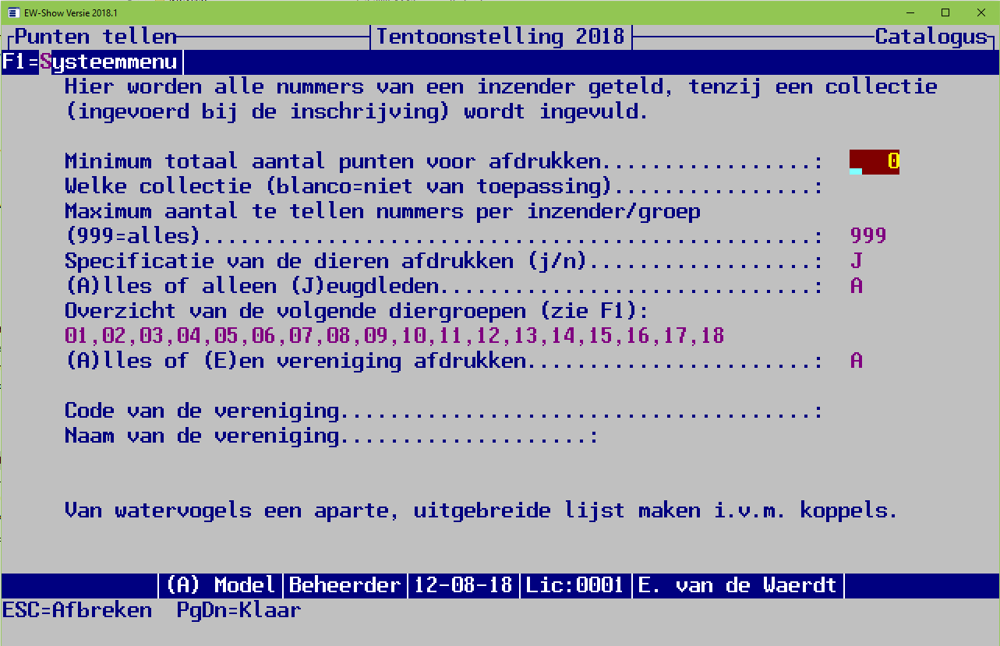 EW-Show Versie 2018.1
Punten tellen Tentoonstelling 2018 Catalogus
F1=Systeemmenu
Hier worden alle nummers van een inzender geteld, tenzij een collectie
(ingevoerd bij de inschrijving) wordt ingevuld.
Minimum totaal aantal punten voor afdrukken.................: 0
Welke collectie (blanco=niet van toepassing)................:
Maximum aantal te tellen nummers per inzender/groep
(999=alles).................................................: 999
Specificatie van de dieren afdrukken (j/n)..................: J
(A)lles of alleen (J)eugdleden..............................: A
Overzicht van de volgende diergroepen (zie F1):
01,02,03,04,05,06,07,08,09,10,11,12,13,14,15,16,17,18
(A)lles of (E)en vereniging afdrukken.......................: A
Code van de vereniging......................................:
Naam van de vereniging....................:
Van watervogels een aparte, uitgebreide lijst maken i.v.m. koppels.
(A) Model Beheerder 12-08-18 Lic:0001 E. van de Waerdt
ESC=Afbreken PgDn=Klaar